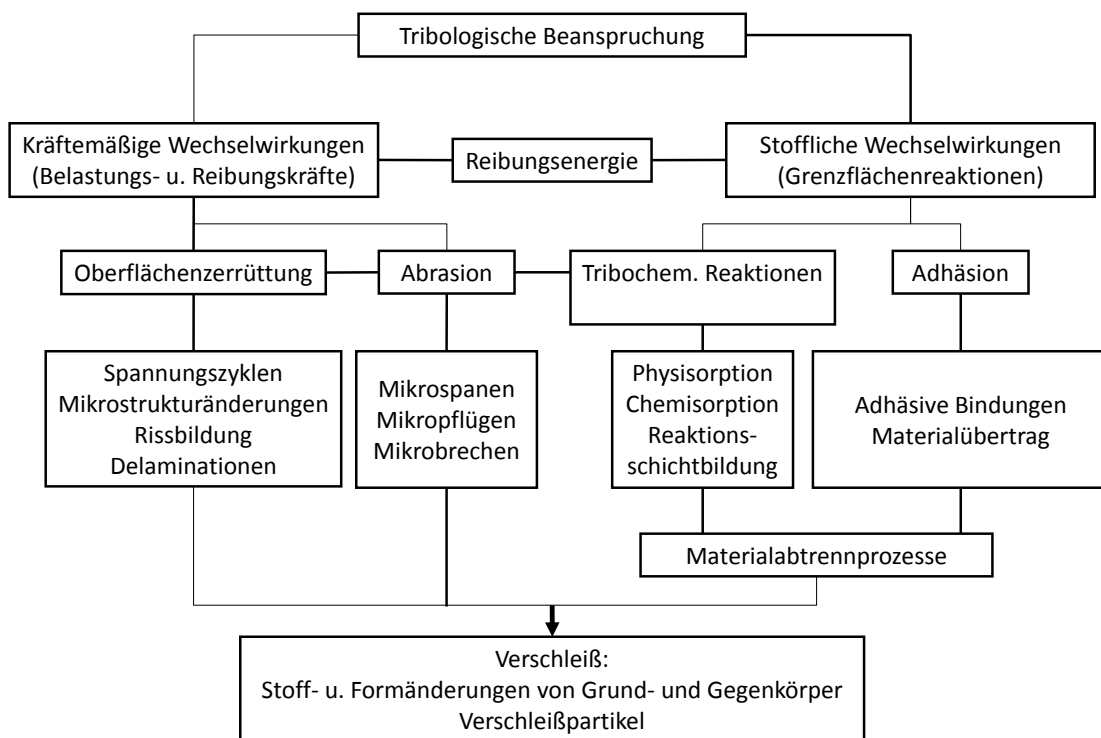 Tribologische Beanspruchung
Kräftemäßige Wechselwirkungen
(Belastungs- u. Reibungskräfte)
Reibungsenergie
Stoffliche Wechselwirkungen
(Grenzflächenreaktionen)
Oberflächenzerrüttung
Abrasion
Tribochem. Reaktionen
Adhäsion
Spannungszyklen
Mikrostrukturänderungen
Rissbildung
Delaminationen
Mikrospanen
Mikropflügen
Mikrobrechen
Physisorption
Chemisorption
Reaktions-
schichtbildung
Adhäsive Bindungen
Materialübertrag
Materialabtrennprozesse
Verschleiß:
Stoff- u. Formänderungen von Grund- und Gegenkörper
Verschleißpartikel